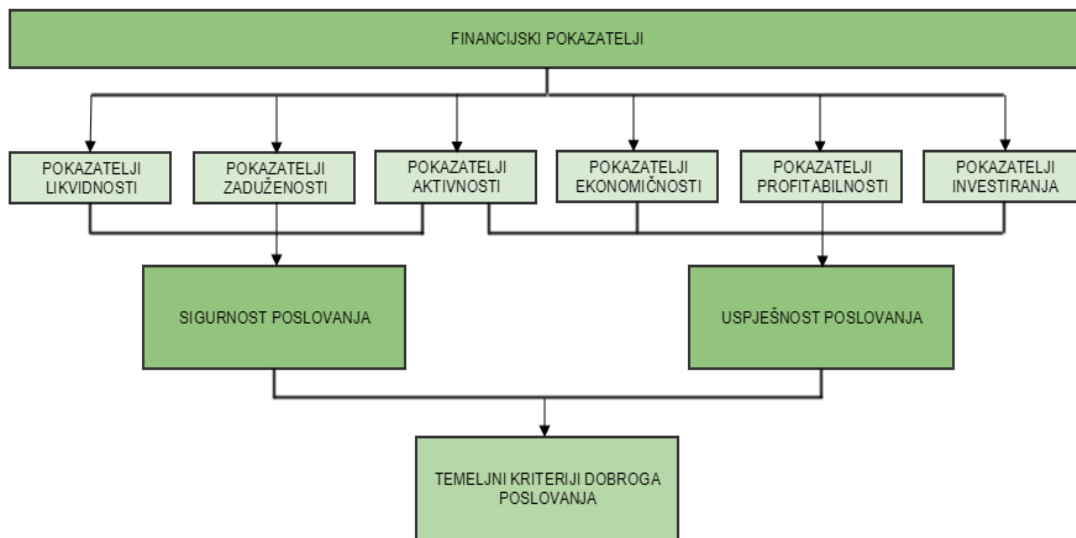 FINANCIJSKI POKAZATELJI
POKAZATELJI
LIKVIDNOSTI
POKAZATELJI
ZADUŽENOSTI
POKAZATELJI
AKTIVNOSTI
POKAZATELJI
EKONOMIČNOSTI
POKAZATELJI
PROFITABILNOSTI
POKAZATELJI
INVESTIRANJA
SIGURNOST POSLOVANJA
USPJEŠNOST POSLOVANJA
TEMELJNI KRITERIJI DOBROGA
POSLOVANJA